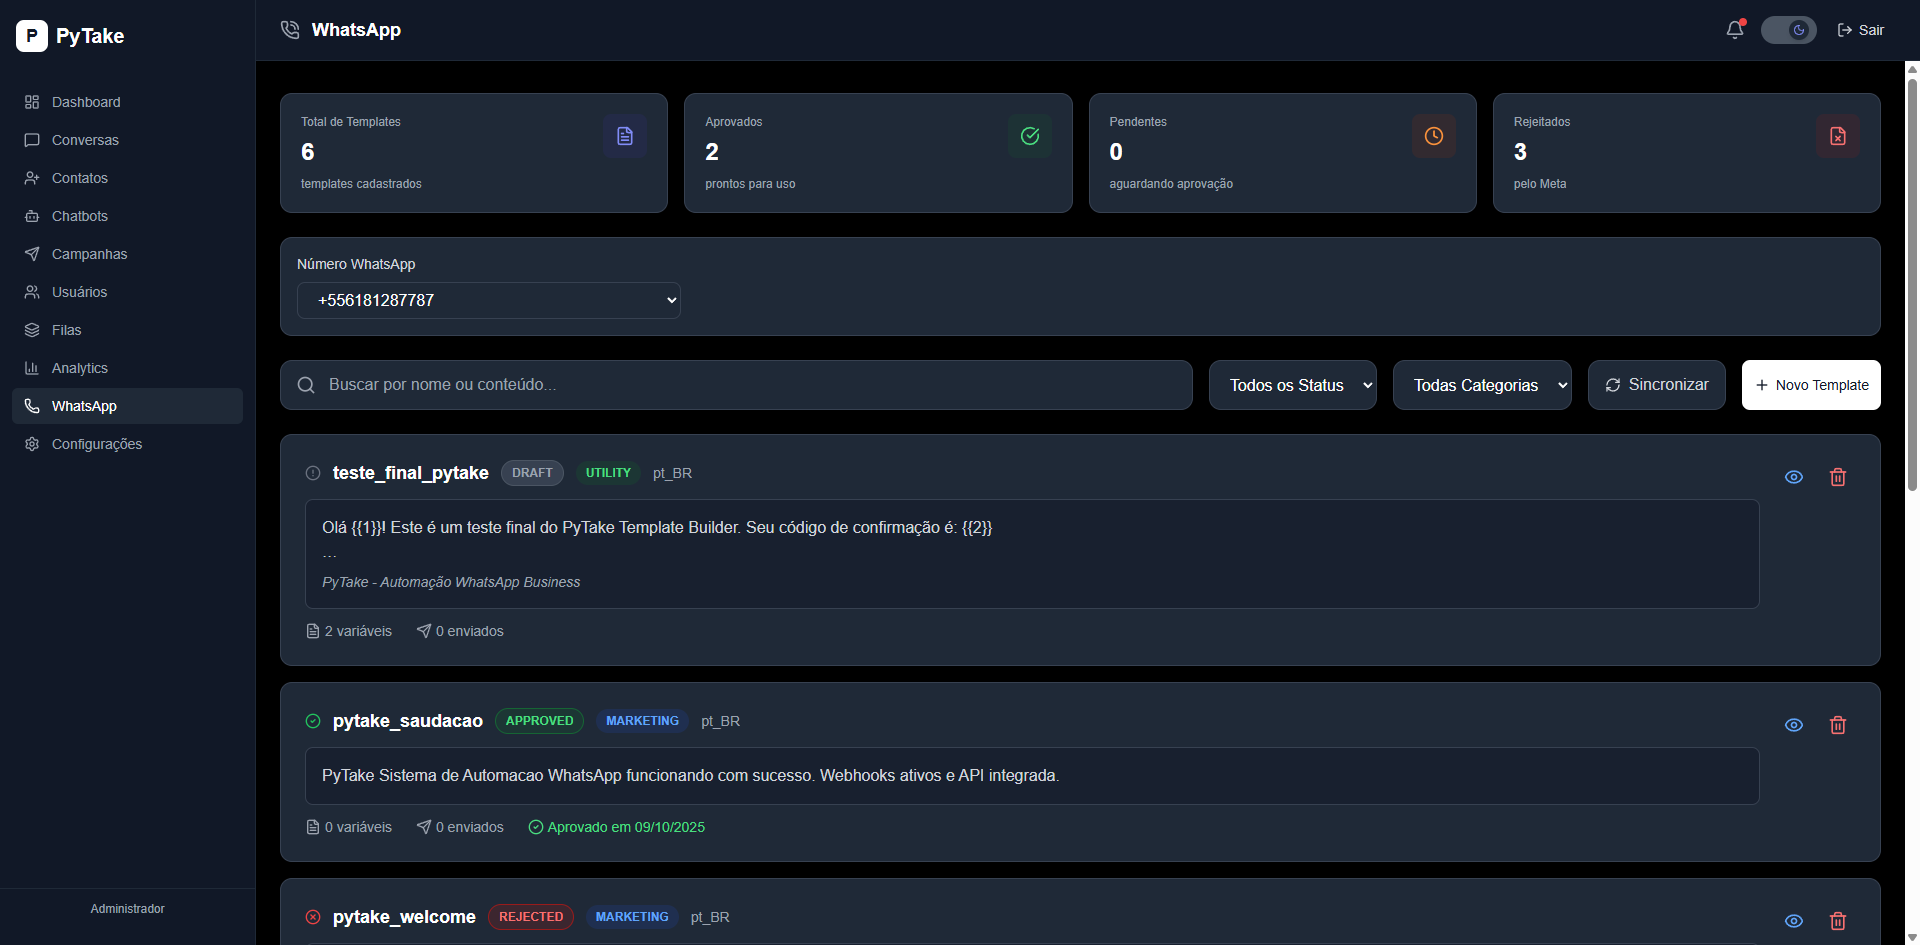 P PyTake
Dashboard
Conversas
Contatos
Chatbots
Campanhas
Usuários
Filas
Analytics
WhatsApp
Configurações
Administrador
WhatsApp
Sair
Total de Templates
6
templates cadastrados
Aprovados
2
prontos para uso
Pendentes
0
aguardando aprovação
Rejeitados
3
pelo Meta
Número WhatsApp
+556181287787
Buscar por nome ou conteúdo...
Todos os Status
Todas Categorias
Sincronizar
Novo Template
teste_final_pytake DRAFT UTILITY pt_BR
Olá {{1}}! Este é um teste final do PyTake Template Builder. Seu código de confirmação é: {{2}}
...
PyTake - Automação WhatsApp Business
2 variáveis 0 enviados
pytake_saudacao APPROVED MARKETING pt_BR
PyTake Sistema de Automacao WhatsApp funcionando com sucesso. Webhooks ativos e API integrada.
0 variáveis 0 enviados Aprovado em 09/10/2025
pytake_welcome REJECTED MARKETING pt_BR